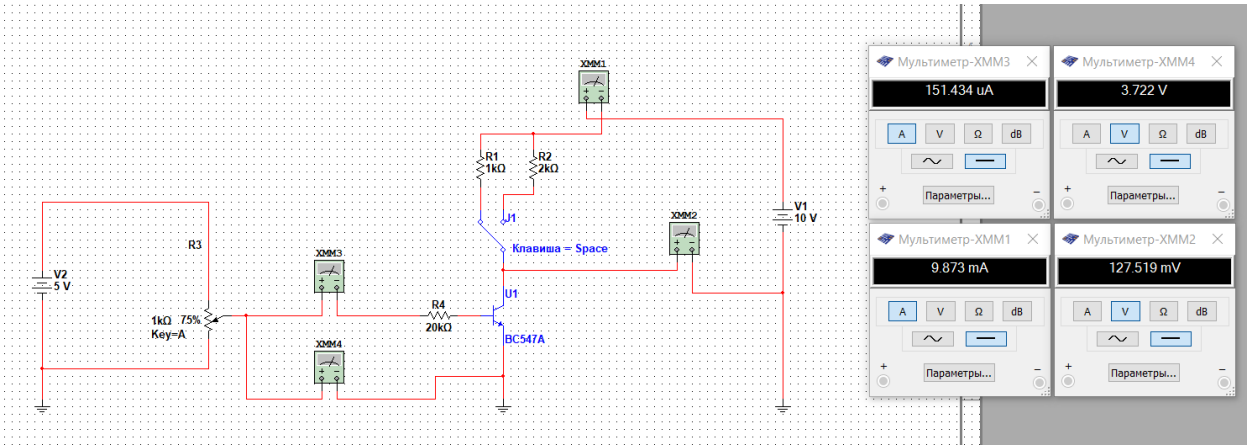 XMM1
R1
1kΩ
R2
2kΩ
J1
Клавиша = Space
XMM2
V1
10 V
R3
V2
5 V
1kΩ 75%
Key=A
XMM3
R4
20kΩ
U1
BC547A
XMM4
Мультиметр-XMM3
151.434 uA
A V Ω dB
+ Параметры... −
Мультиметр-XMM4
3.722 V
A V Ω dB
+ Параметры... −
Мультиметр-XMM1
9.873 mA
A V Ω dB
+ Параметры... −
Мультиметр-XMM2
127.519 mV
A V Ω dB
+ Параметры... −